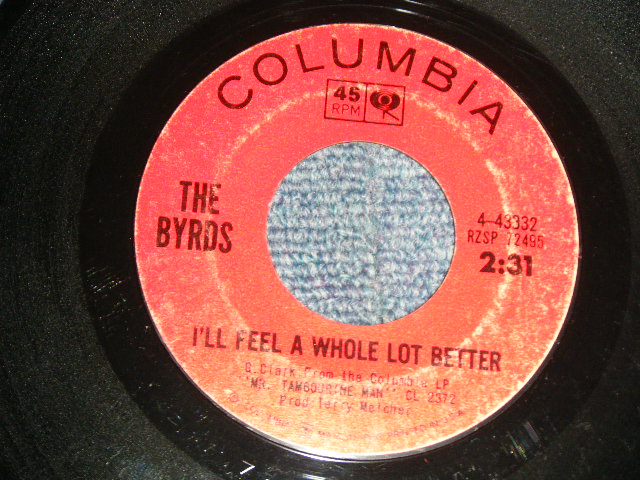 COLUMBIA
45
RPM
THE
BYRDS
4-43332
RZSP 72495
2:31
I'LL FEEL A WHOLE LOT BETTER
G. Clark From the Columbia LP
"MR. TAMBOURINE MAN" CL 2372
Prod. Terry Melcher